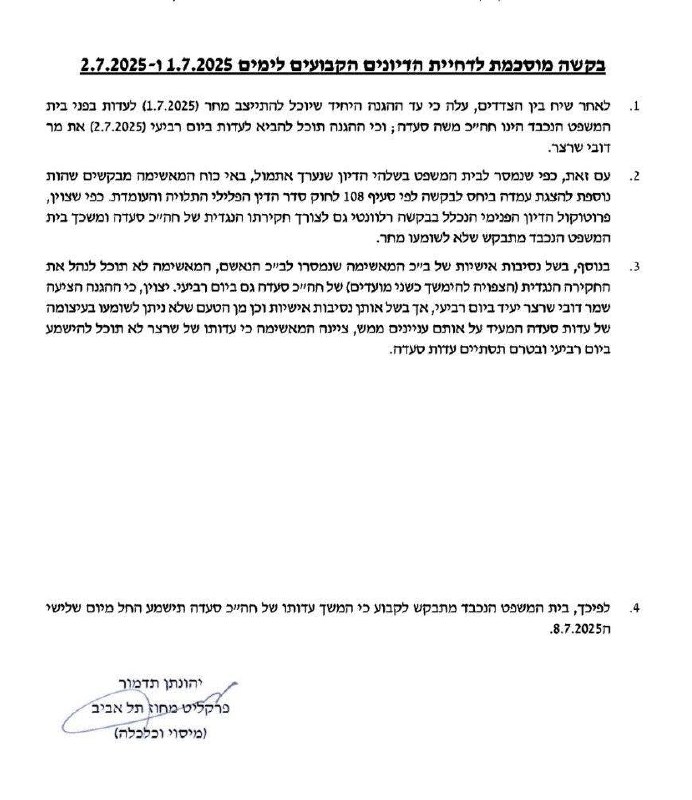 בקשה מוסכמת לדחיית הדיונים הקבועים לימים 1.7.2025 ו-2.7.2025
1. לאחר שיח בין הצדדים, עלה כי עד ההגנה היחיד שיוכל להתייצב מחר (1.7.2025) לעדות בפני בית
המשפט הנכבד הינו חה״כ משה סעדה; וכי ההגנה תוכל להביא לעדות ביום רביעי (2.7.2025) את מר
דובי שרצר.
2. עם זאת, כפי שנמסר לבית המשפט בשלהי הדיון שנערך אתמול, באי כוח המאשימה מבקשים שהות
נוספת להצגת עמדה ביחס לבקשה לפי סעיף 108 לחוק סדר הדין הפלילי התלויה והעומדת. כפי שצוין,
פרוטוקול הדיון הפנימי הנכלל בבקשה רלוונטי גם לצורך חקירתו הנגדית של חה״כ סעדה ומשכך בית
המשפט הנכבד מתבקש שלא לשומעו מחר.
3. בנוסף, בשל נסיבות אישיות של ב״כ המאשימה שנמסרו לב״כ הנאשם, המאשימה לא תוכל לנהל את
החקירה הנגדית (הצפויה להימשך כשני מועדים) של חה״כ סעדה גם ביום רביעי. יצוין, כי ההגנה הציעה
שמר דובי שרצר יעיד ביום רביעי, אך בשל אותן נסיבות אישיות וכן מן הטעם שלא ניתן לשומעו בעיצומה
של עדות סעדה המעיד על אותם עניינים ממש, ציינה המאשימה כי עדותו של שרצר לא תוכל להישמע
ביום רביעי ובטרם תסתיים עדות סעדה.
4. לפיכך, בית המשפט הנכבד מתבקש לקבוע כי המשך עדותו של חה״כ סעדה תישמע החל מיום שלישי
ה8.7.2025.
יהונתן תדמור
פרקליט מחוז תל אביב
(מיסוי וכלכלה)